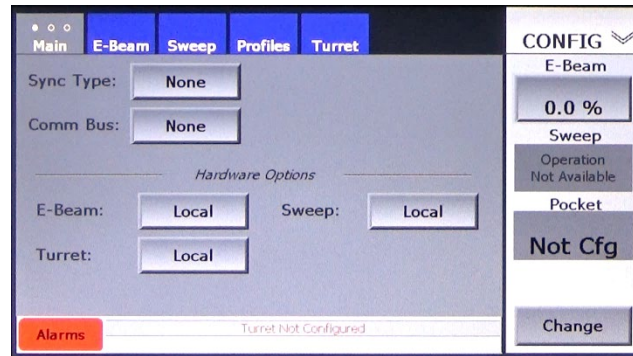 Main E-Beam Sweep Profiles Turret
CONFIG
Sync Type: None
Comm Bus: None
Hardware Options
E-Beam: Local Sweep: Local
Turret: Local
E-Beam
0.0 %
Sweep
Operation
Not Available
Pocket
Not Cfg
Change
Alarms
Turret Not Configured